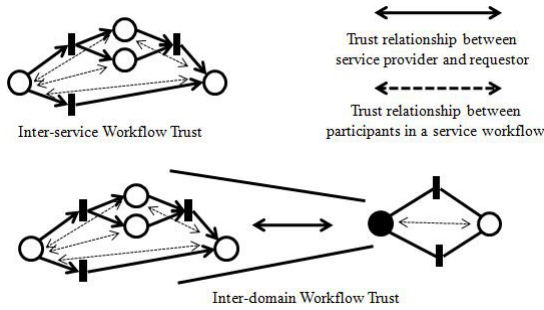 Trust relationship between
service provider and requestor
Trust relationship between
participants in a service workflow
Inter-service Workflow Trust
Inter-domain Workflow Trust